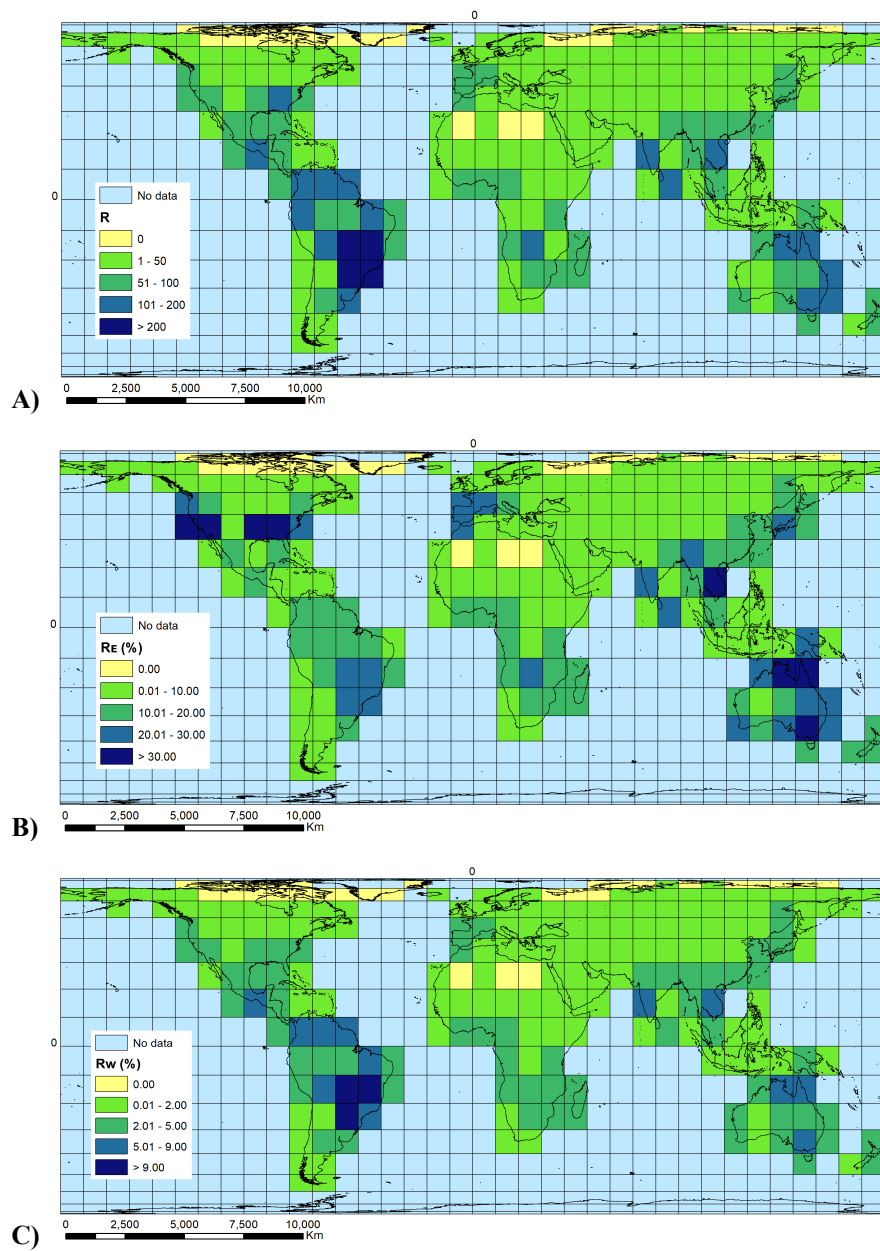 0
0
No data
R
0
1 - 50
51 - 100
101 - 200
> 200
A)
0 2,500 5,000 7,500 10,000
Km
0
0
No data
RE (%)
0.00
0.01 - 10.00
10.01 - 20.00
20.01 - 30.00
> 30.00
B)
0 2,500 5,000 7,500 10,000
Km
0
0
No data
Rw (%)
0.00
0.01 - 2.00
2.01 - 5.00
5.01 - 9.00
> 9.00
C)
0 2,500 5,000 7,500 10,000
Km